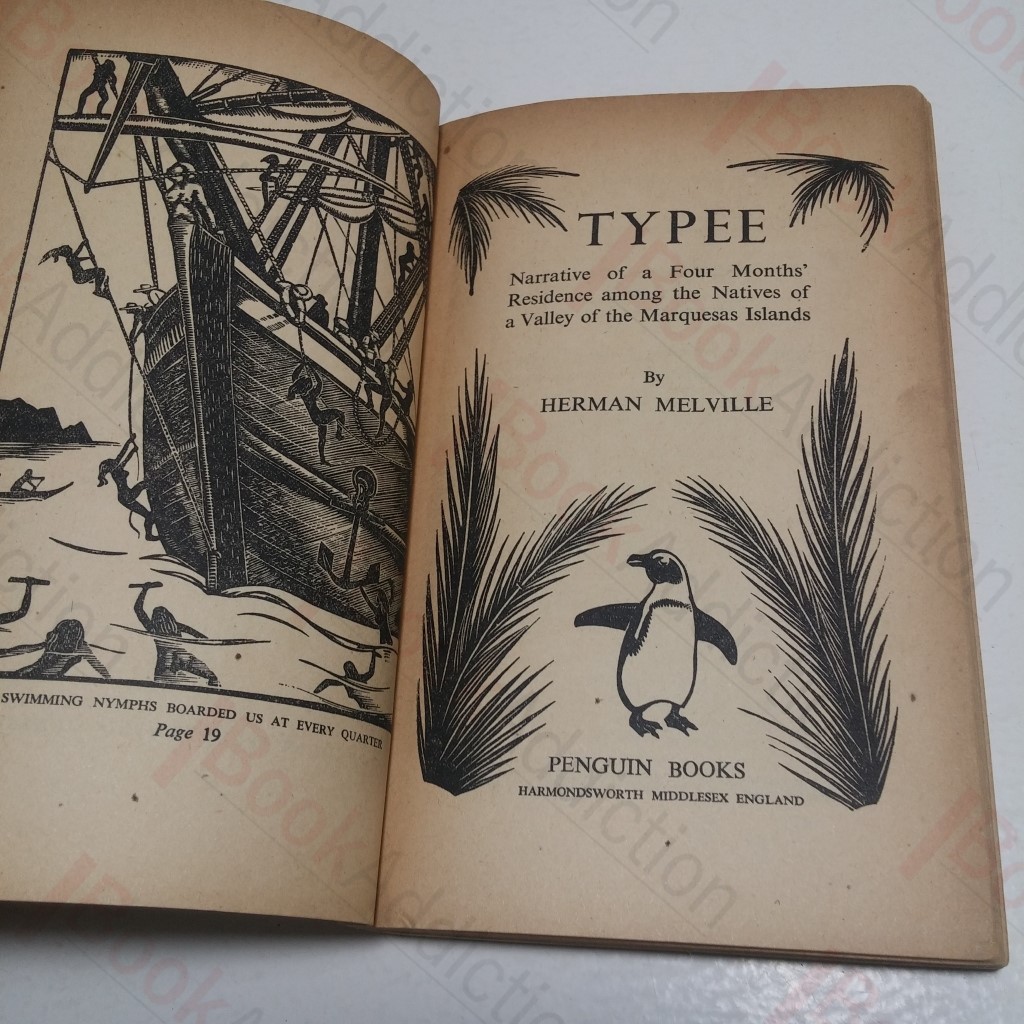 SWIMMING NYMPHS BOARDED US AT EVERY QUARTER
Page 19
TYPEE
Narrative of a Four Months'
Residence among the Natives of
a Valley of the Marquesas Islands
By
HERMAN MELVILLE
PENGUIN BOOKS
HARMONDSWORTH MIDDLESEX ENGLAND
BookAddiction